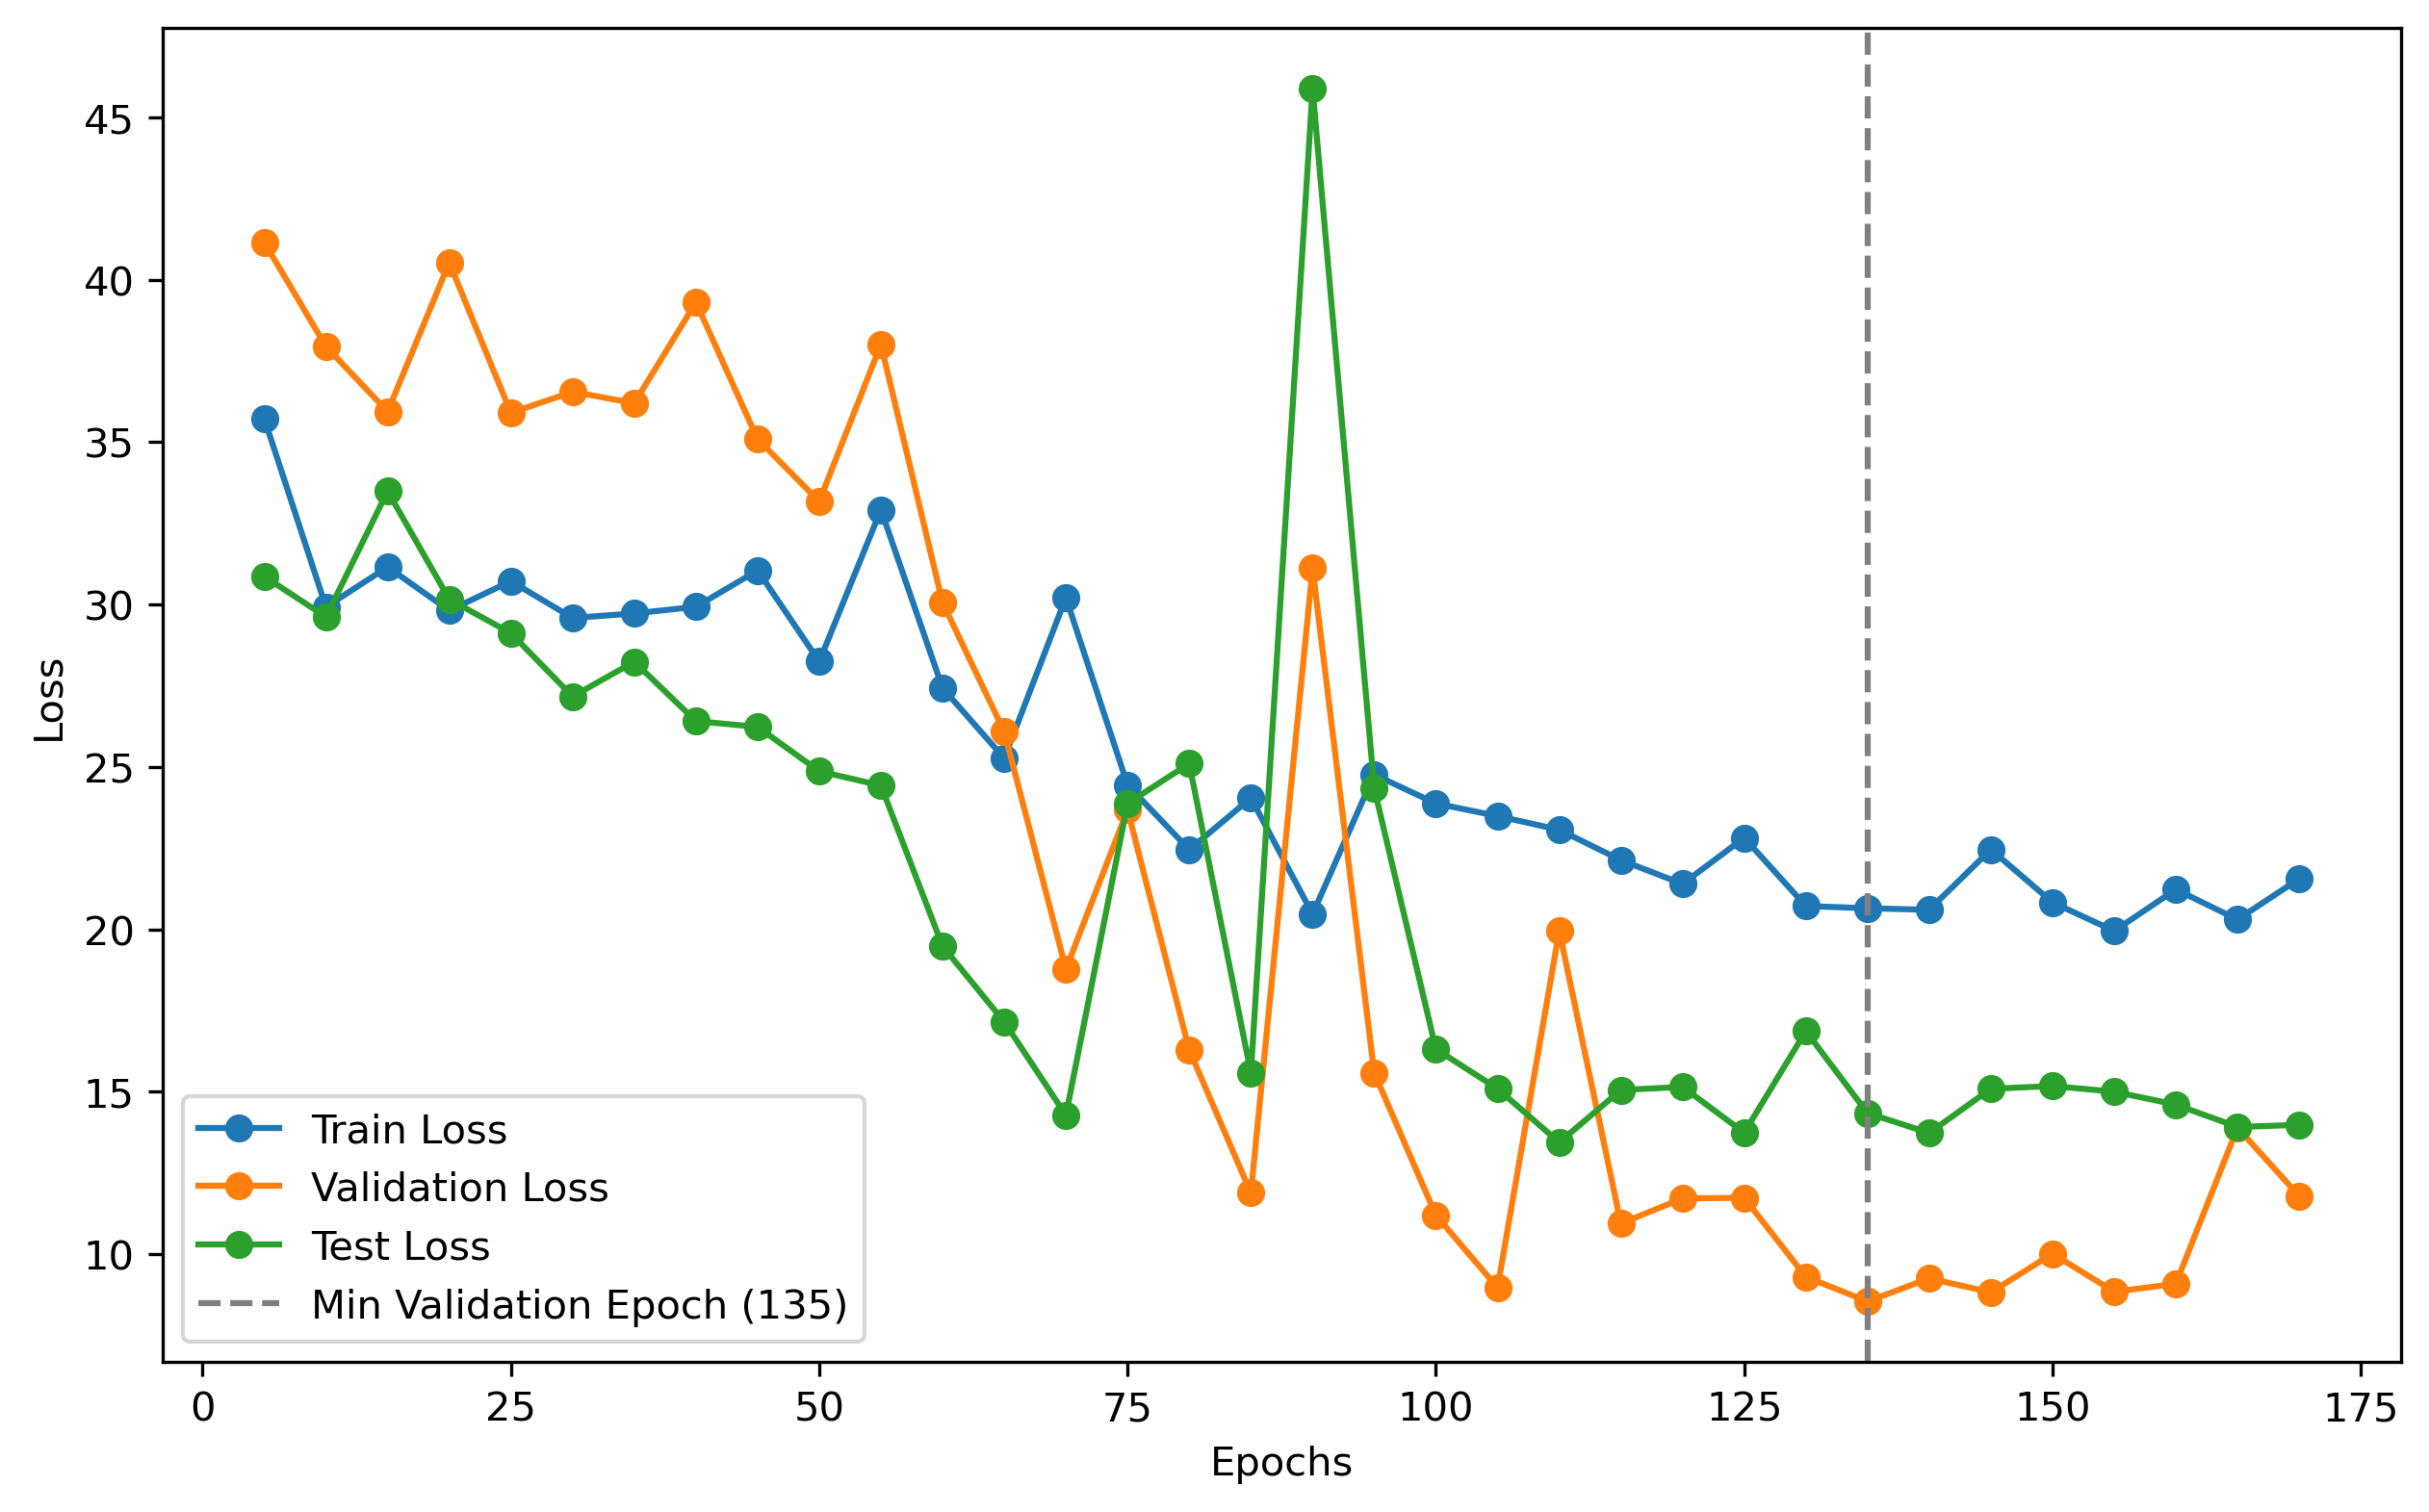 45
40
35
30
25
20
15
10
Loss
Train Loss
Validation Loss
Test Loss
Min Validation Epoch (135)
0 25 50 75 100 125 150 175
Epochs